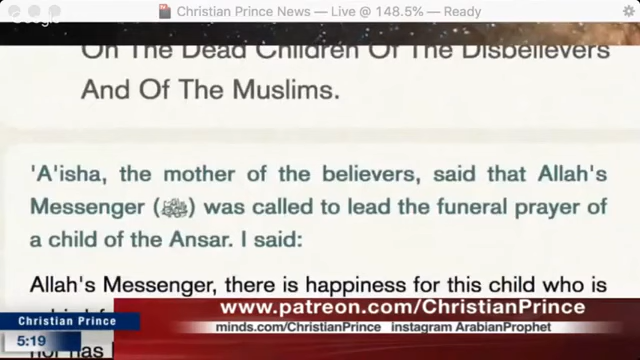 Christian Prince News — Live @ 148.5% — Ready
Google
On The Dead Children Of The Disbelievers
And Of The Muslims.
'A'isha, the mother of the believers, said that Allah's
Messenger (ﷺ) was called to lead the funeral prayer of
a child of the Ansar. I said:
Allah's Messenger, there is happiness for this child who is
www.patreon.com/ChristianPrince
minds.com/ChristianPrince instagram ArabianProphet
Christian Prince
5:19
nor has